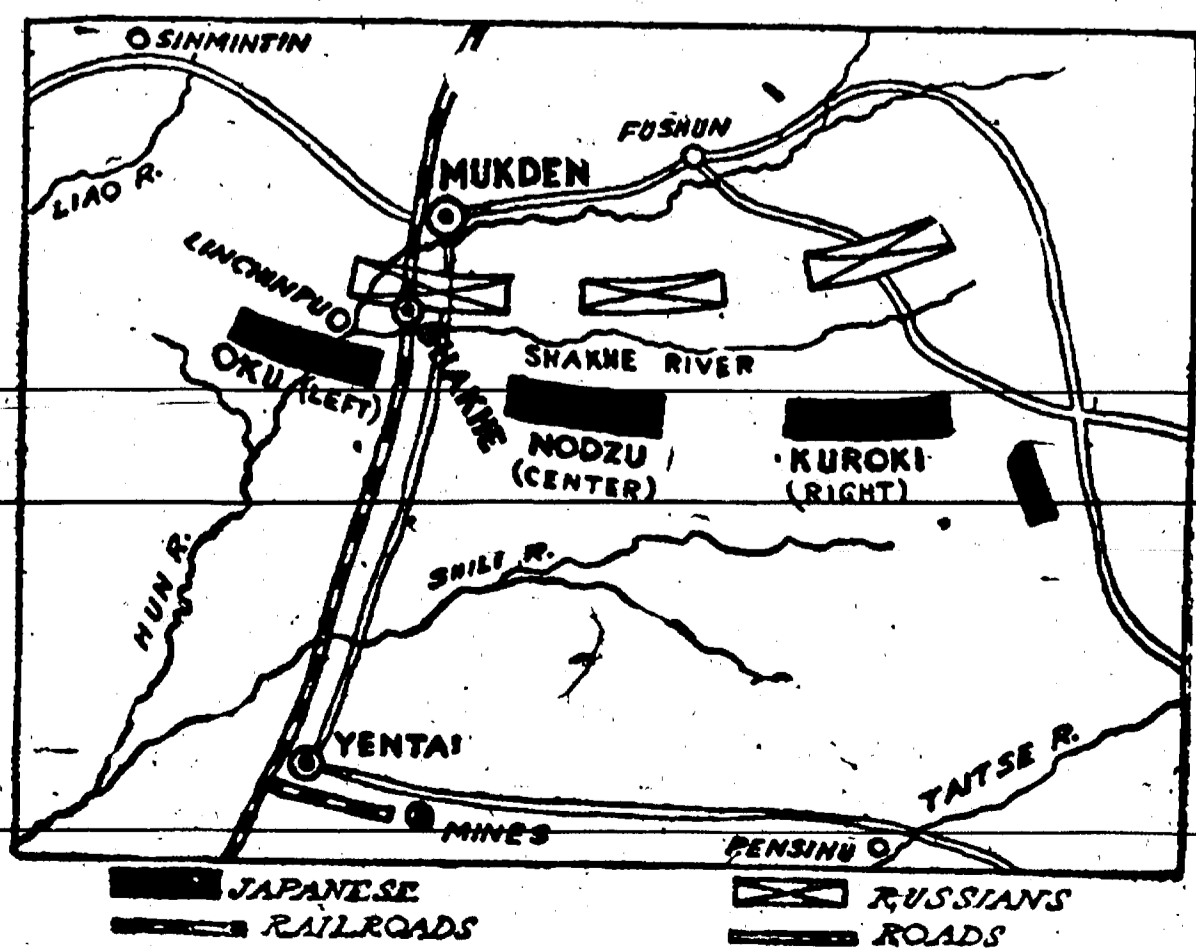 SINMINTIN
FUSHUN
MUKDEN
LIAO R.
LINCHINPU
SHAKHE
SHAKHE RIVER
OKU (LEFT)
NODZU
(CENTER)
KUROKI
(RIGHT)
HUN R.
SHILI R.
YENTAI
TAITSE R.
MINES
PENSIHU
JAPANESE
RUSSIANS
RAILROADS
ROADS